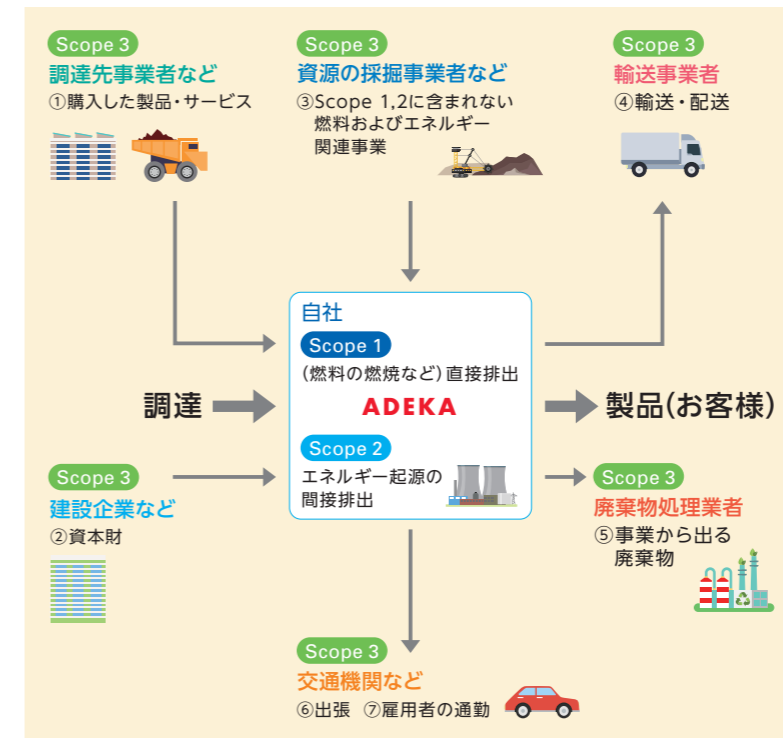 Scope 3
調達先事業者など
①購入した製品・サービス
Scope 3
資源の採掘事業者など
③Scope 1,2に含まれない
燃料およびエネルギー
関連事業
Scope 3
輸送事業者
④輸送・配送
自社
Scope 1
(燃料の燃焼など)直接排出
調達
ADEKA
製品(お客様)
Scope 2
エネルギー起源の
間接排出
Scope 3
建設企業など
②資本財
Scope 3
廃棄物処理業者
⑤事業から出る
廃棄物
Scope 3
交通機関など
⑥出張 ⑦雇用者の通勤